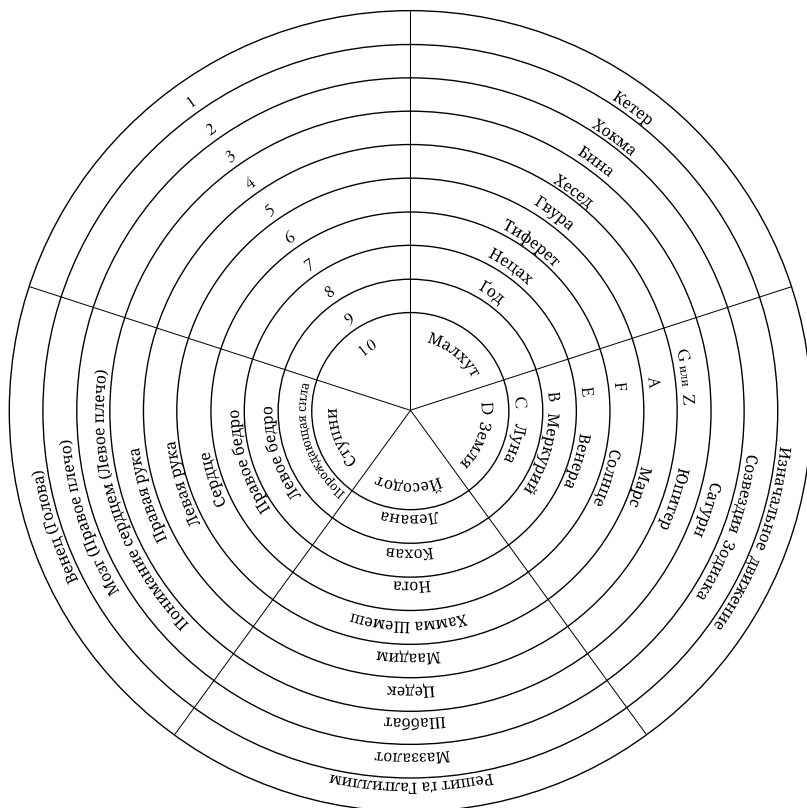 1
2
3
4
5
6
7
8
9
10
Кетер
Хокма
Бина
Хесед
Гвура
Тиферет
Нецах
Год
Малхут
Изначальное движение
Созвездия Зодиака
Сатурн
G или Z Юпитер
A Марс
F Солнце
E Венера
B Меркурий
C Луна
D Земля
Решит га Галгиллим
Маззалот
Шаббат
Цедек
Маадим
Хамма Шемеш
Нога
Кохав
Левана
Йесодот
Венец (Голова)
Мозг (Правое плечо)
Понимание сердцем (Левое плечо)
Правая рука
Левая рука
Сердце
Правое бедро
Левое бедро
Порождающая сила
Ступни